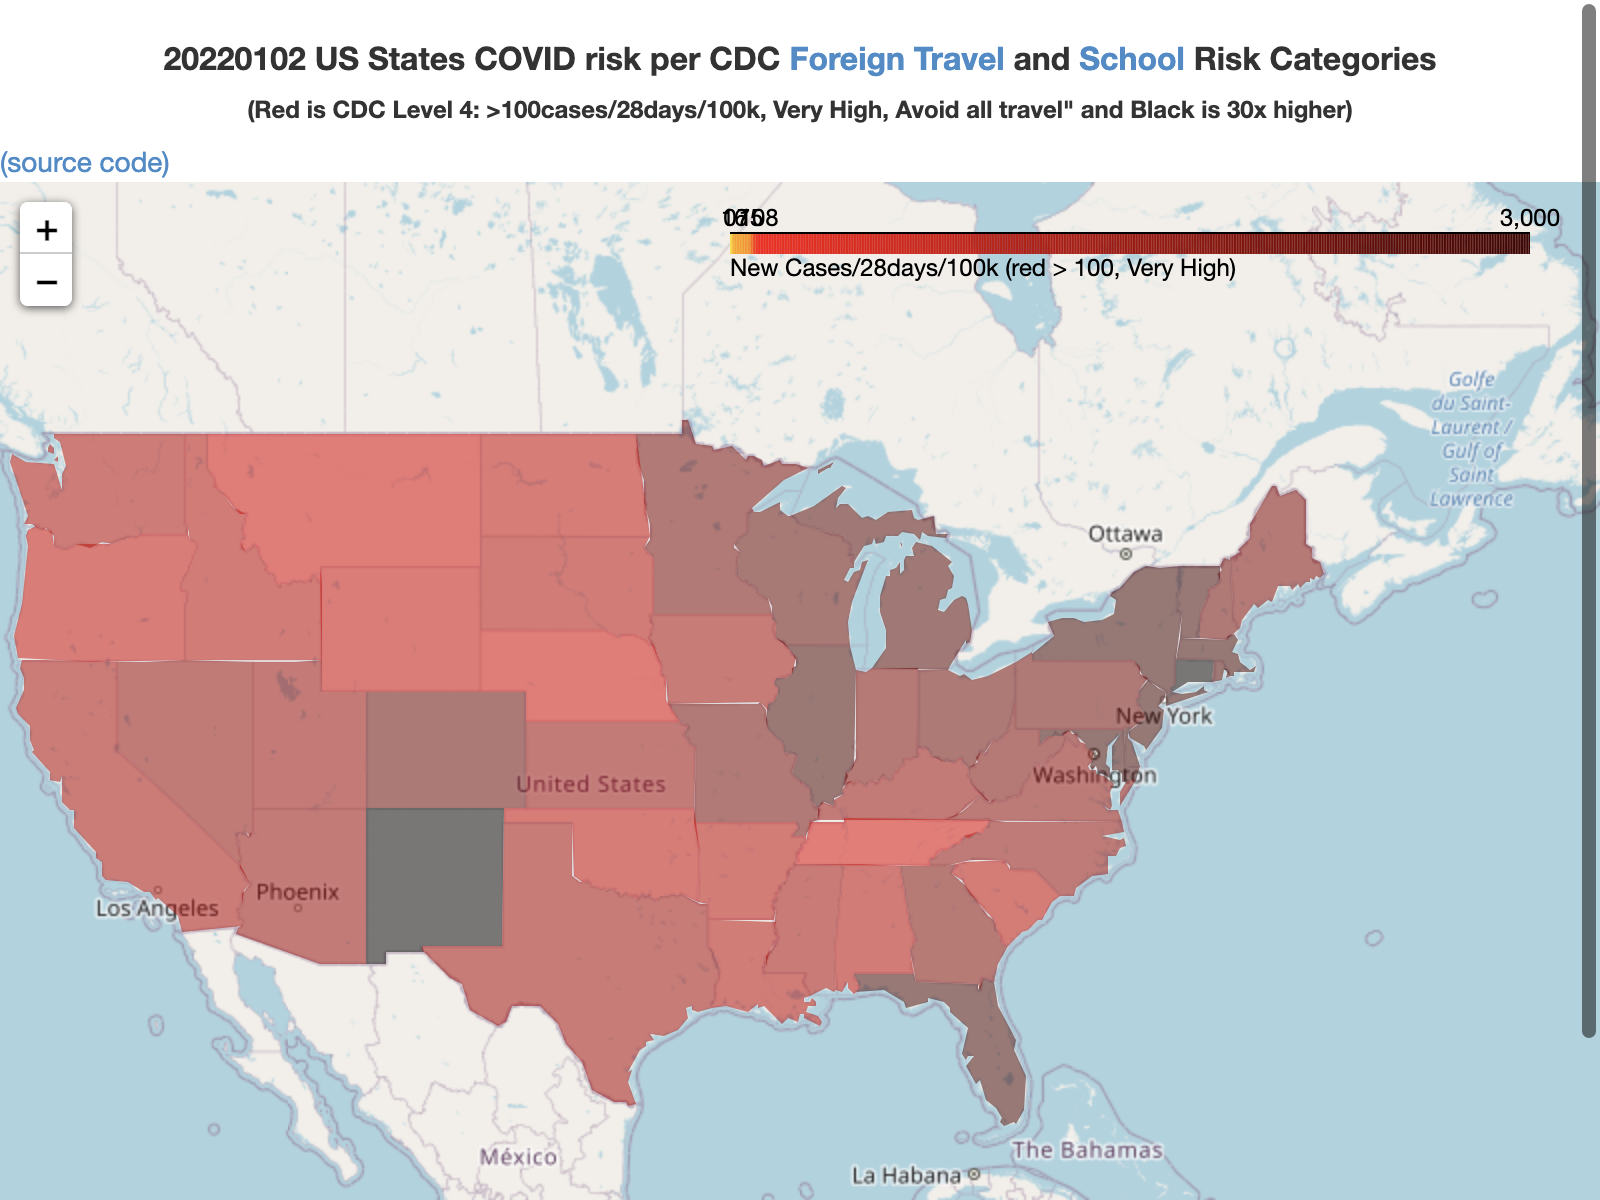 20220102 US States COVID risk per CDC Foreign Travel and School Risk Categories
(Red is CDC Level 4: >100cases/28days/100k, Very High, Avoid all travel" and Black is 30x higher)
(source code)
+
−
3,000
New Cases/28days/100k (red > 100, Very High)
Golfe
du Saint-
Laurent /
Gulf of
Saint
Lawrence
Ottawa
New York
Washington
United States
Phoenix
Los Angeles
México
The Bahamas
La Habana